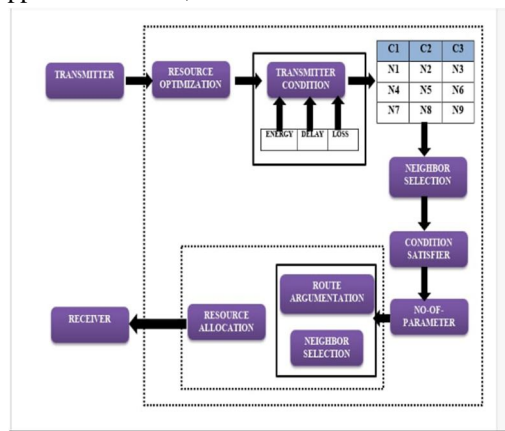 C1 C2 C3
TRANSMITTER
RESOURCE
OPTIMIZATION
TRANSMITTER
CONDITION
N1 N2 N3
N4 N5 N6
N7 N8 N9
ENERGY DELAY LOSS
NEIGHBOR
SELECTION
CONDITION
SATISFIER
ROUTE
ARGUMENTATION
NO-OF-
PARAMETER
RECEIVER
RESOURCE
ALLOCATION
NEIGHBOR
SELECTION